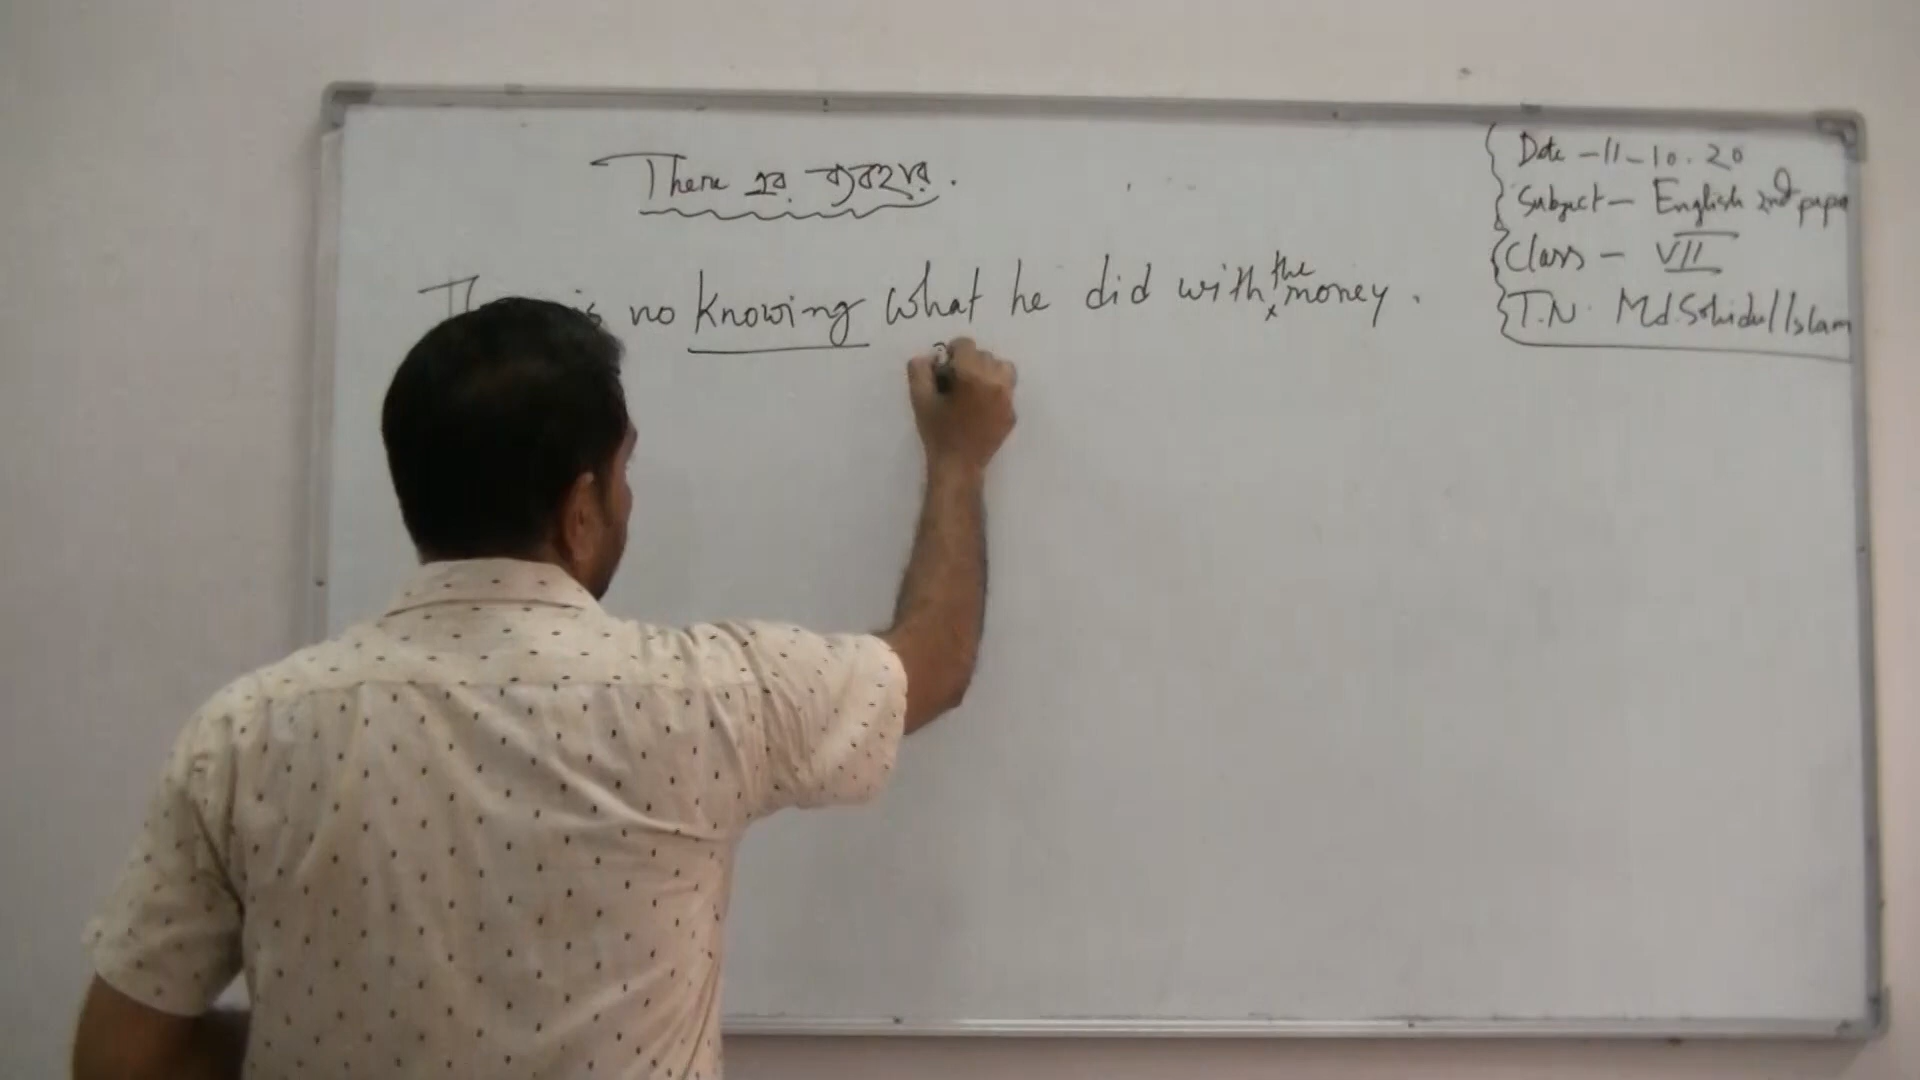 There এর ব্যবহার.
is no knowing what he did with the money.
Date - 11 - 10. 20
Subject - English 2nd pape
Class - VII
T.N. Md. Sohidul Islam